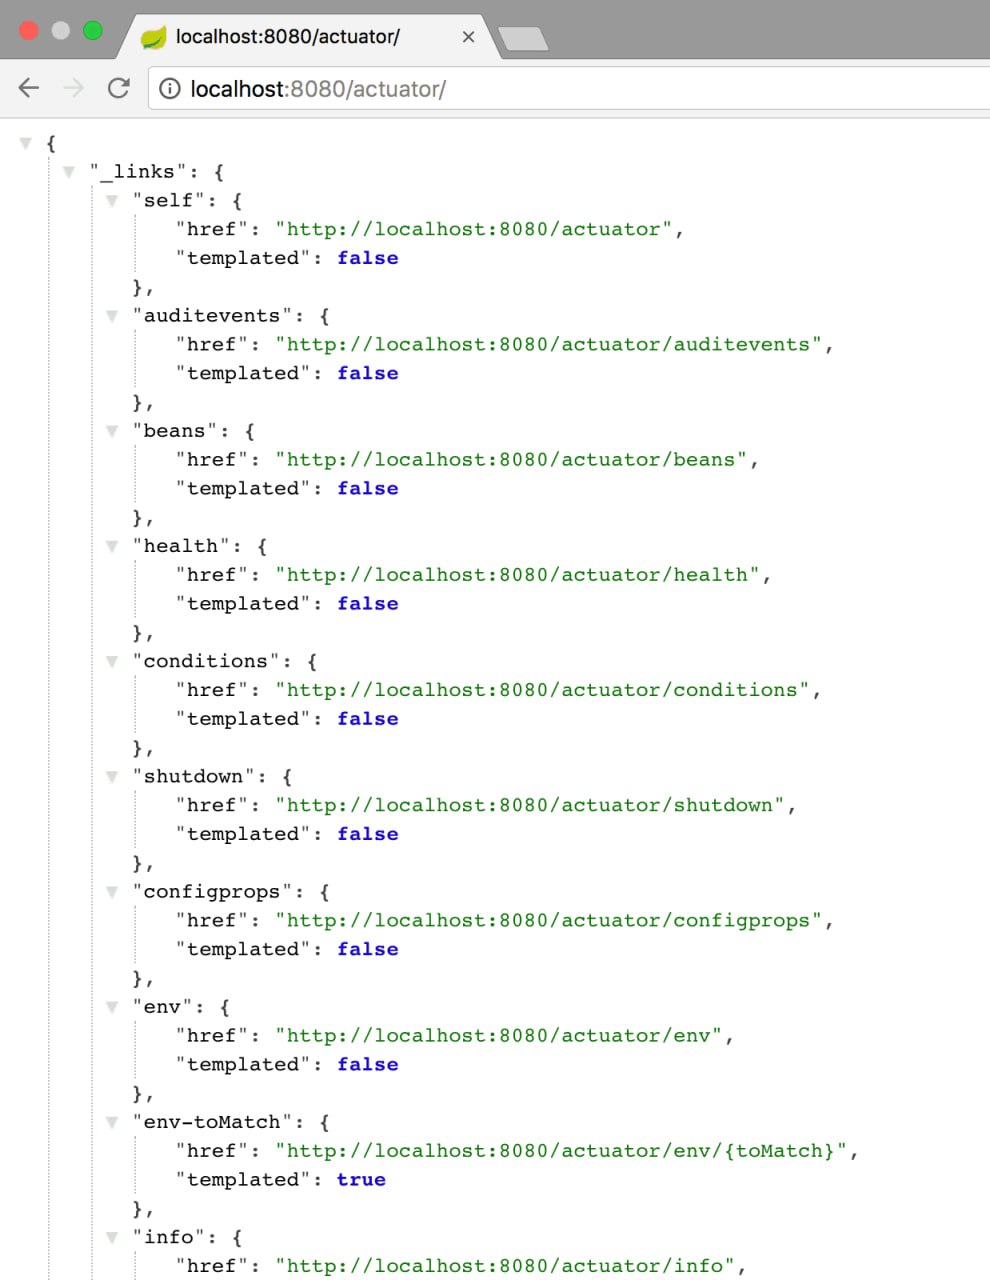 localhost:8080/actuator/
localhost:8080/actuator/
{
"_links": {
"self": {
"href": "http://localhost:8080/actuator",
"templated": false
},
"auditevents": {
"href": "http://localhost:8080/actuator/auditevents",
"templated": false
},
"beans": {
"href": "http://localhost:8080/actuator/beans",
"templated": false
},
"health": {
"href": "http://localhost:8080/actuator/health",
"templated": false
},
"conditions": {
"href": "http://localhost:8080/actuator/conditions",
"templated": false
},
"shutdown": {
"href": "http://localhost:8080/actuator/shutdown",
"templated": false
},
"configprops": {
"href": "http://localhost:8080/actuator/configprops",
"templated": false
},
"env": {
"href": "http://localhost:8080/actuator/env",
"templated": false
},
"env-toMatch": {
"href": "http://localhost:8080/actuator/env/{toMatch}",
"templated": true
},
"info": {
"href": "http://localhost:8080/actuator/info",